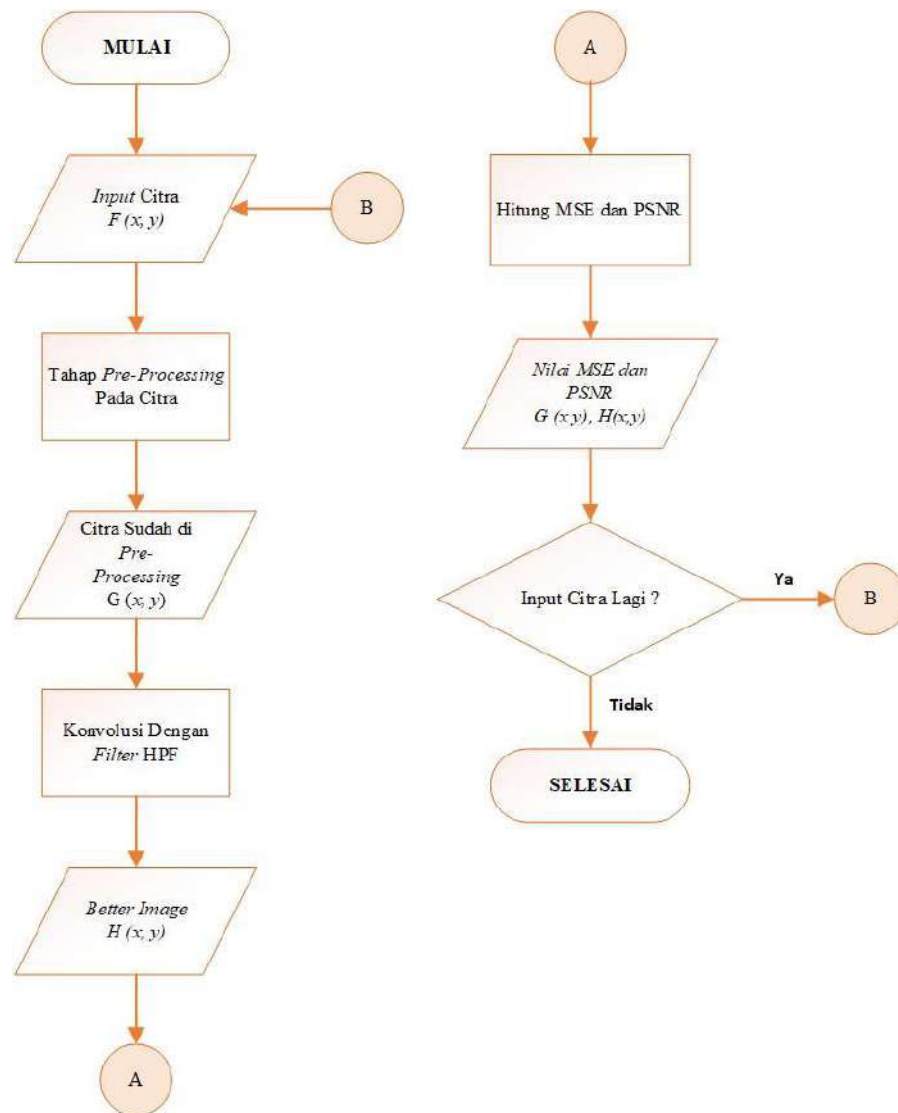 MULAI
Input Citra
F (x, y)
B
Tahap Pre-Processing
Pada Citra
Citra Sudah di
Pre-
Processing
G (x, y)
Konvolusi Dengan
Filter HPF
Better Image
H (x, y)
A
A
Hitung MSE dan PSNR
Nilai MSE dan
PSNR
G (x y), H(x,y)
Input Citra Lagi ?
Ya
B
Tidak
SELESAI